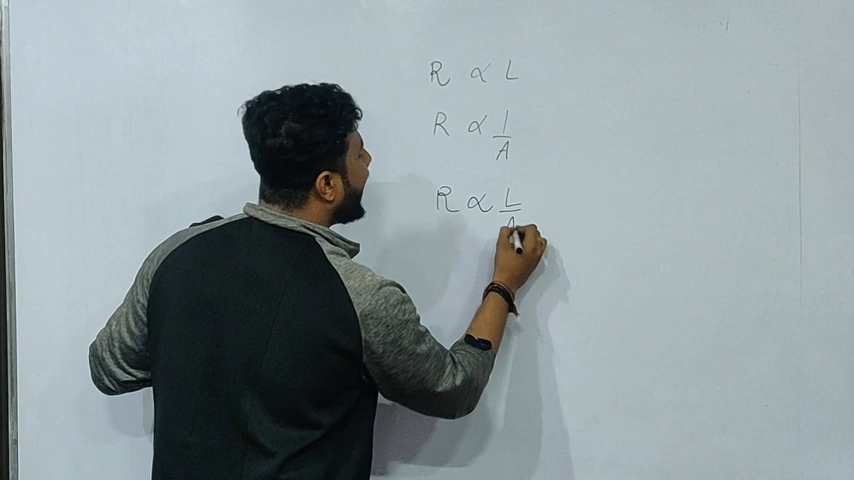 R ∝ L
R ∝ 1/A
R ∝ L/A